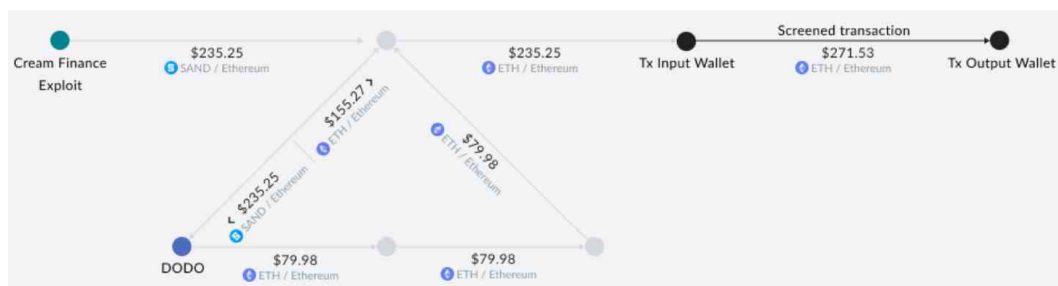 Screened transaction
$235.25
SAND / Ethereum
$235.25
ETH / Ethereum
$271.53
ETH / Ethereum
Cream Finance
Exploit
Tx Input Wallet
Tx Output Wallet
$155.27 >
ETH / Ethereum
< $235.25
SAND / Ethereum
$79.98
ETH / Ethereum
DODO
$79.98
ETH / Ethereum
$79.98
ETH / Ethereum